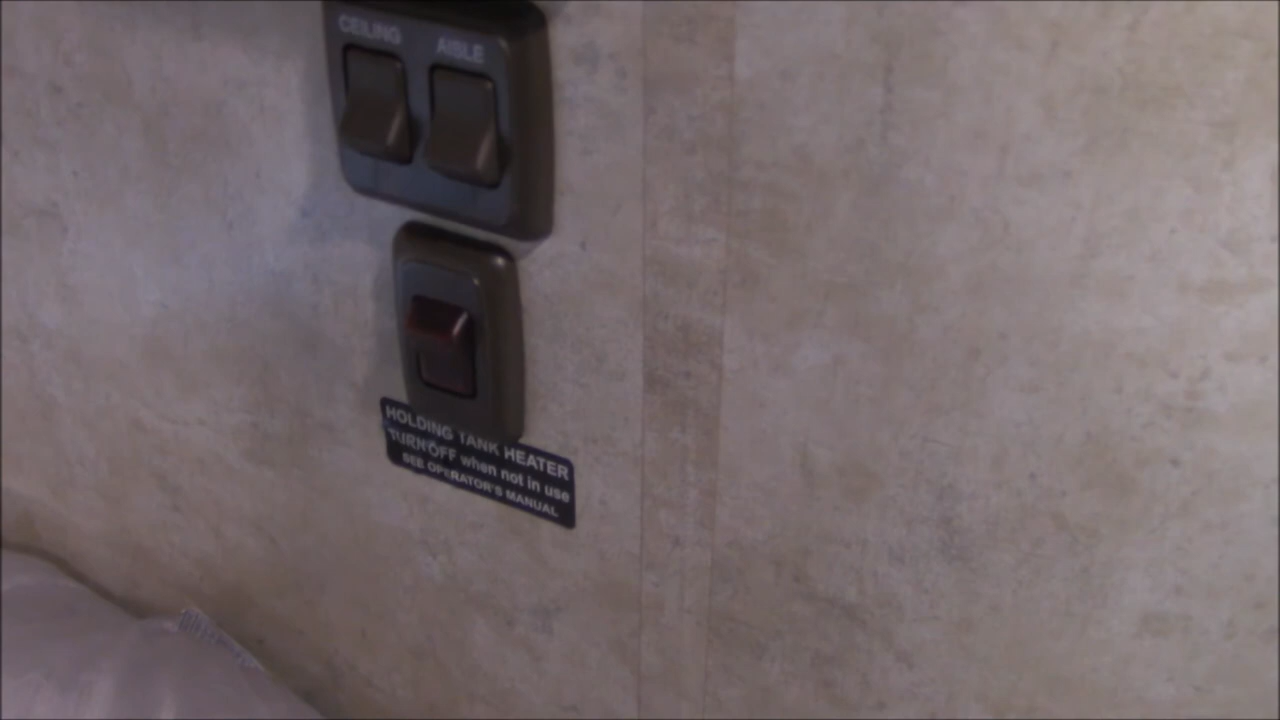 CEILING AISLE
HOLDING TANK HEATER
TURN OFF when not in use
SEE OPERATOR'S MANUAL